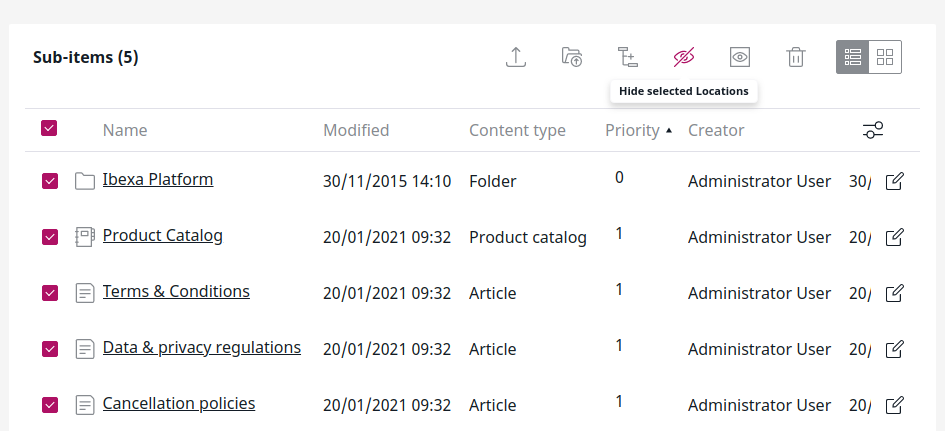 Sub-items (5)
Hide selected Locations
Name Modified Content type Priority Creator
Ibexa Platform 30/11/2015 14:10 Folder 0 Administrator User 30/
Product Catalog 20/01/2021 09:32 Product catalog 1 Administrator User 20/
Terms & Conditions 20/01/2021 09:32 Article 1 Administrator User 20/
Data & privacy regulations 20/01/2021 09:32 Article 1 Administrator User 20/
Cancellation policies 20/01/2021 09:32 Article 1 Administrator User 20/